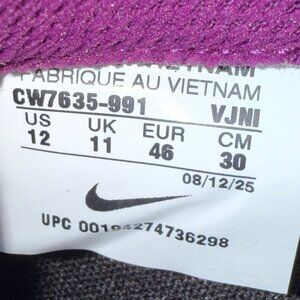 FABRIQUE AU VIETNAM
CW7635-991 VJNI
US UK EUR CM
12 11 46 30
08/12/25
UPC 00194274736298